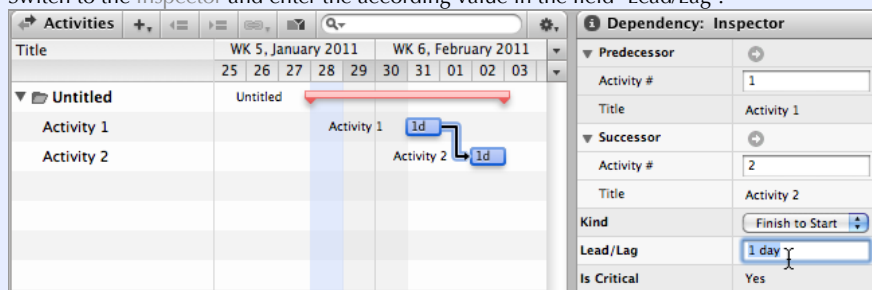 Switch to the Inspector and enter the according value in the field "Lead/Lag".
Activities
Dependency: Inspector
Title
WK 5, January 2011
WK 6, February 2011
25 26 27 28 29 30 31 01 02 03
Untitled
Untitled
Activity 1
Activity 1
1d
Activity 2
Activity 2
1d
Predecessor
Activity # 1
Title Activity 1
Successor
Activity # 2
Title Activity 2
Kind Finish to Start
Lead/Lag 1 day
Is Critical Yes